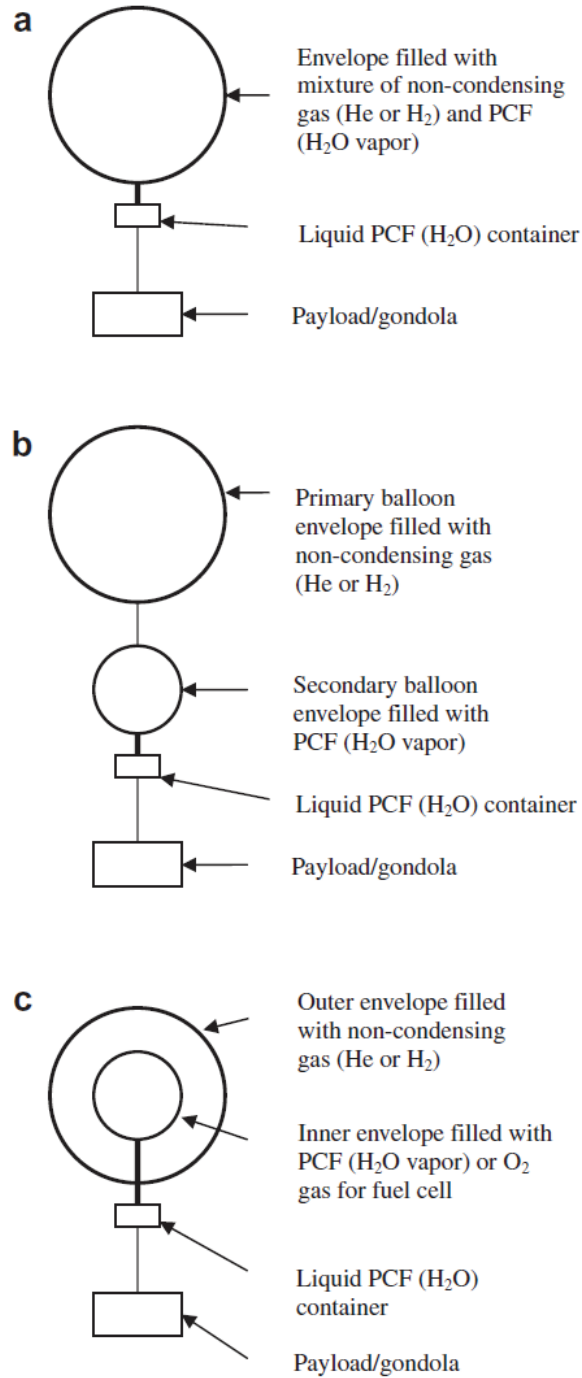 a
Envelope filled with
mixture of non-condensing
gas (He or H₂) and PCF
(H₂O vapor)
Liquid PCF (H₂O) container
Payload/gondola
b
Primary balloon
envelope filled with
non-condensing gas
(He or H₂)
Secondary balloon
envelope filled with
PCF (H₂O vapor)
Liquid PCF (H₂O) container
Payload/gondola
c
Outer envelope filled
with non-condensing
gas (He or H₂)
Inner envelope filled with
PCF (H₂O vapor) or O₂
gas for fuel cell
Liquid PCF (H₂O)
container
Payload/gondola